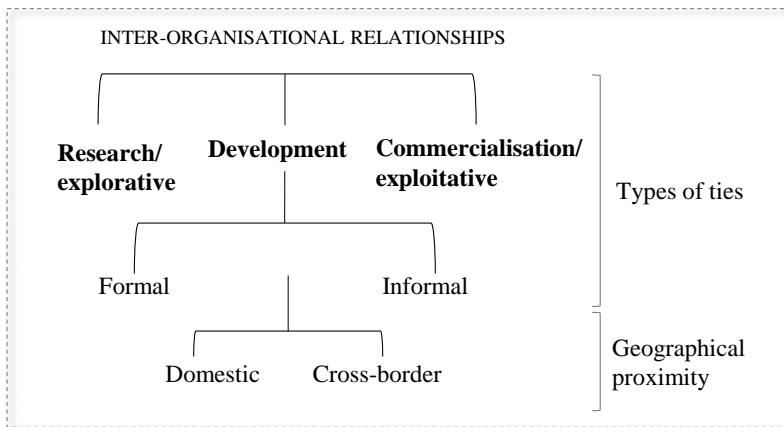 INTER-ORGANISATIONAL RELATIONSHIPS
Research/
explorative
Development
Commercialisation/
exploitative
Types of ties
Formal
Informal
Domestic
Cross-border
Geographical
proximity